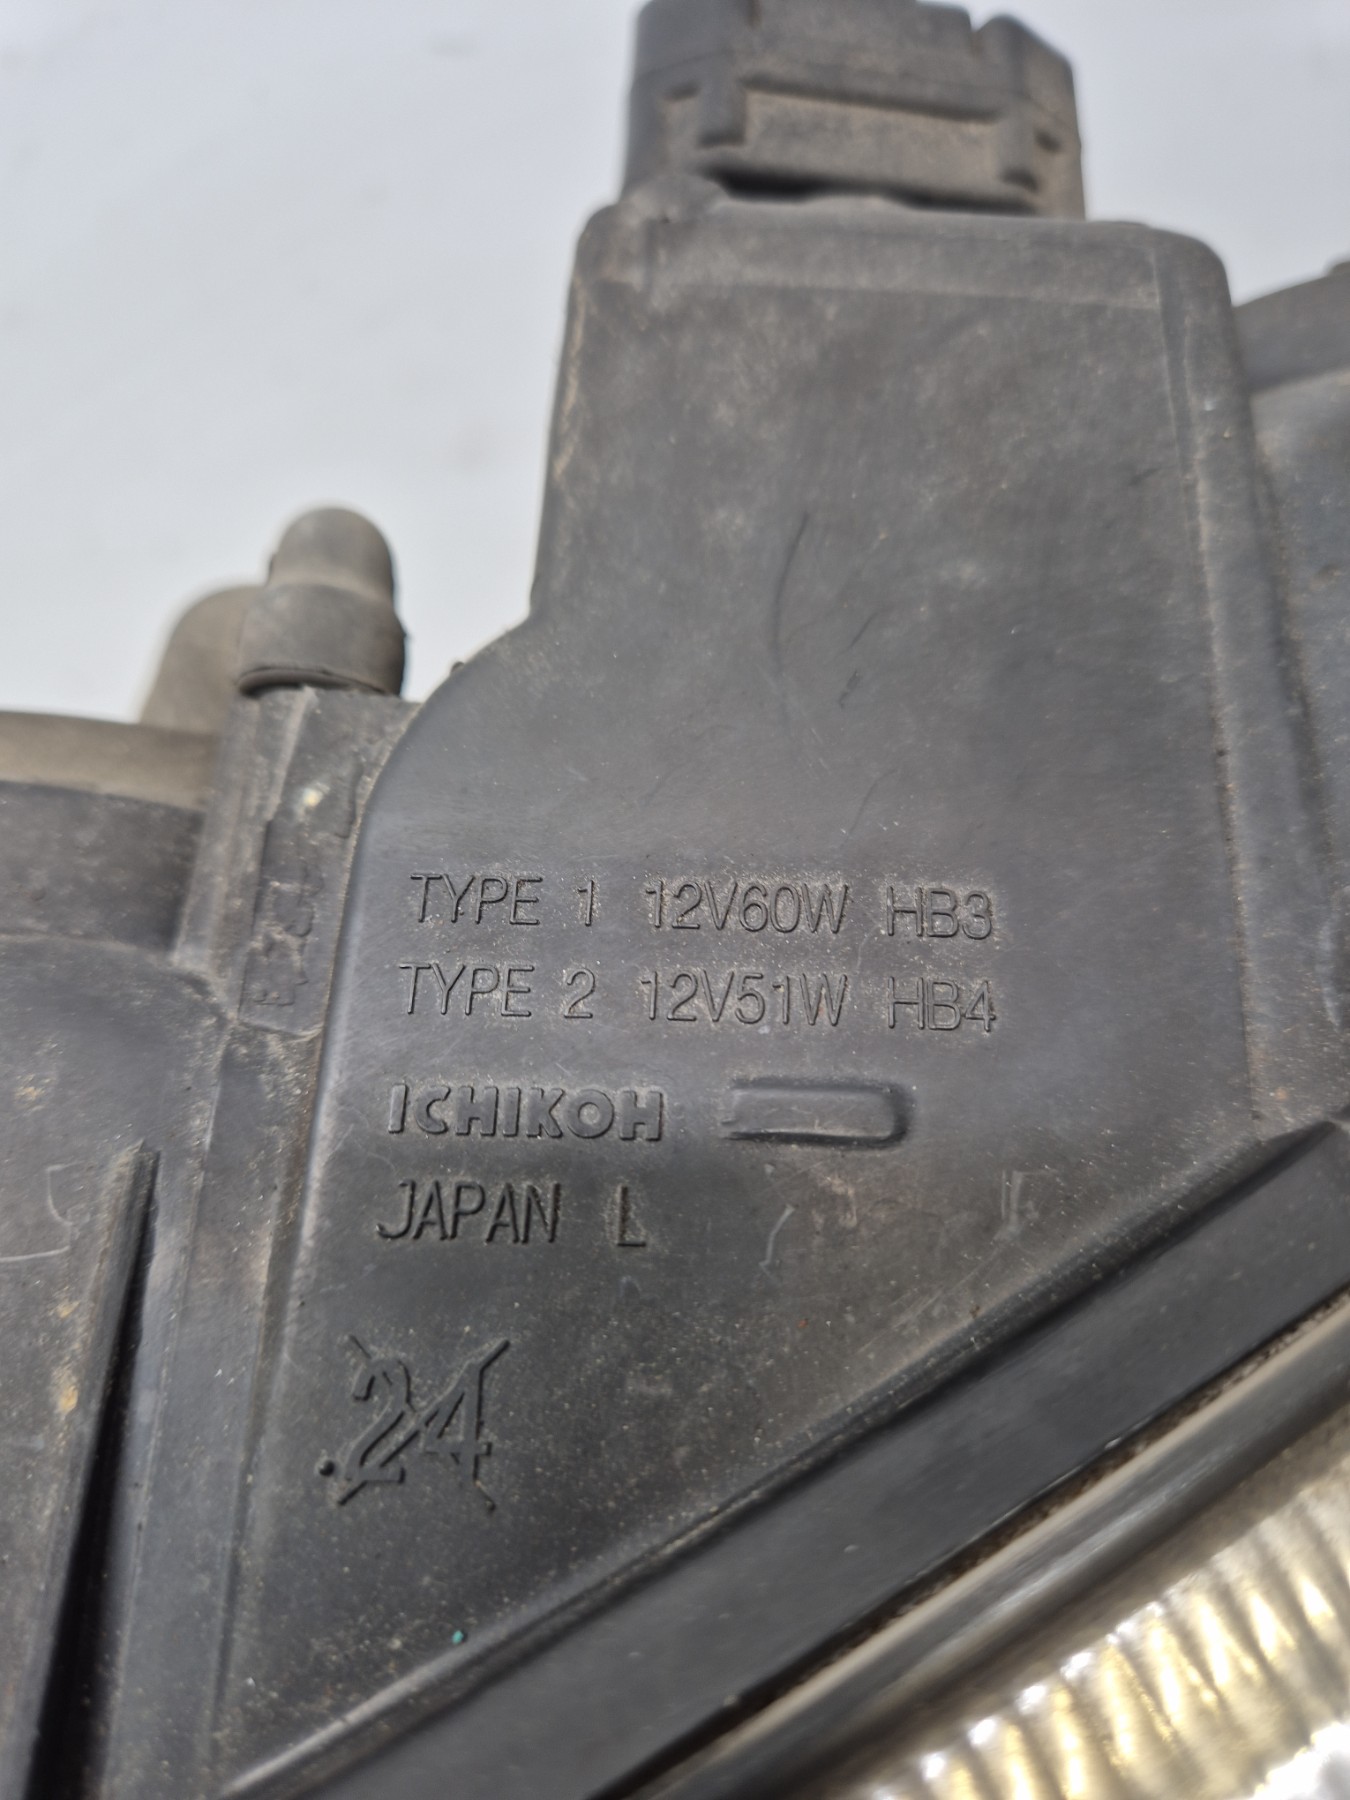 TYPE 1 12V60W HB3
TYPE 2 12V51W HB4
ICHIKOH
JAPAN L
24